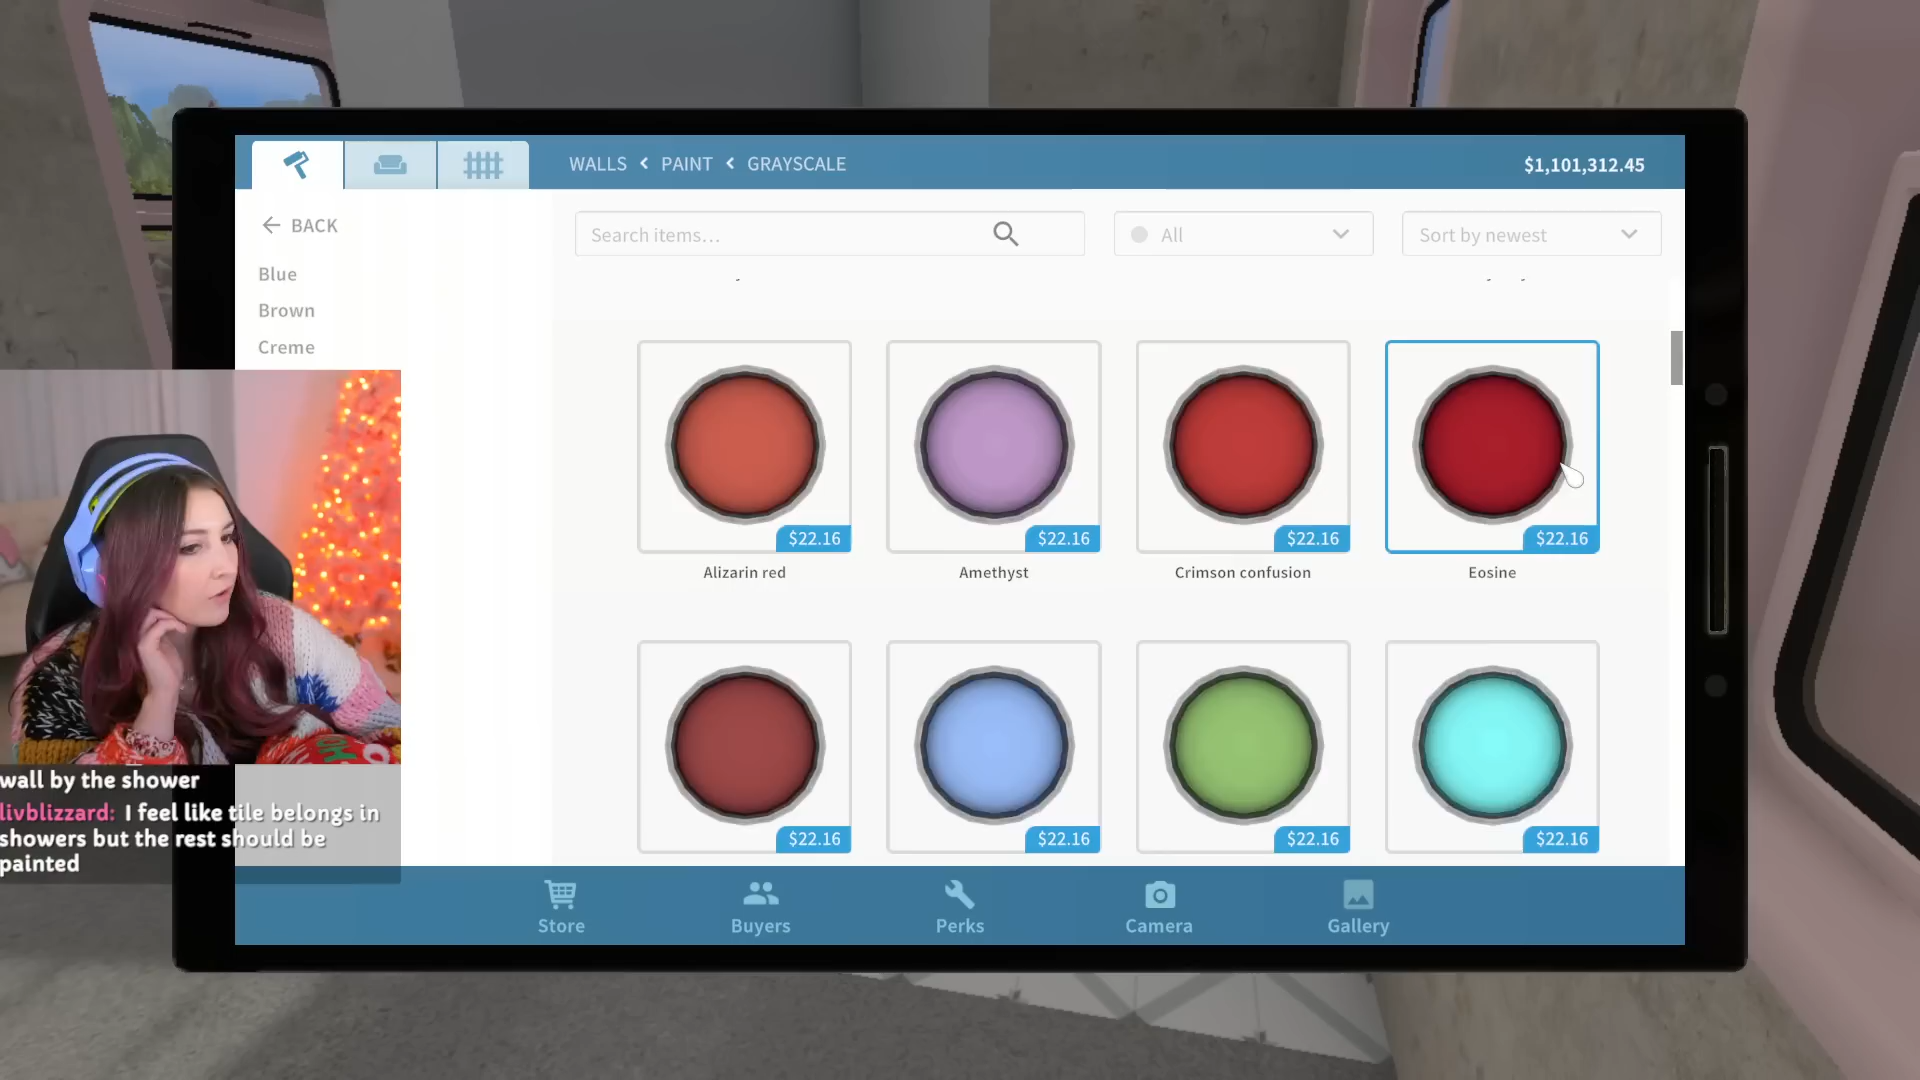 WALLS < PAINT < GRAYSCALE
$1,101,312.45
BACK
Search items...
All
Sort by newest
Blue
Brown
Creme
$22.16
$22.16
$22.16
$22.16
Alizarin red
Amethyst
Crimson confusion
Eosine
$22.16
$22.16
$22.16
$22.16
wall by the shower
livblizzard: I feel like tile belongs in
showers but the rest should be
painted
Store
Buyers
Perks
Camera
Gallery